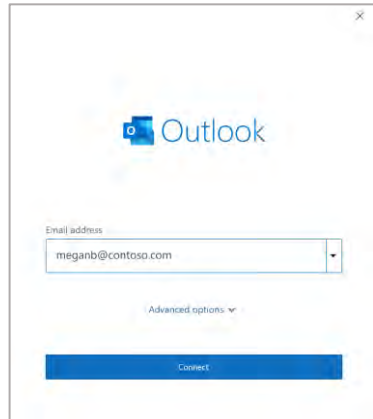 Outlook
Email address
meganb@contoso.com
Advanced options
Connect